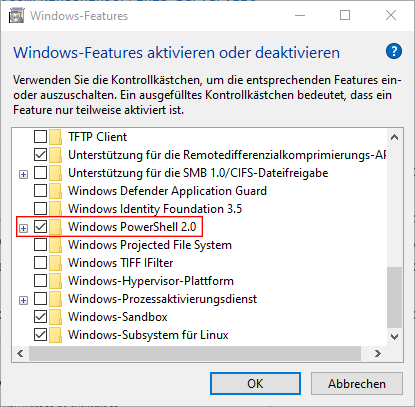 Windows-Features
Windows-Features aktivieren oder deaktivieren
Verwenden Sie die Kontrollkästchen, um die entsprechenden Features ein-
oder auszuschalten. Ein ausgefülltes Kontrollkästchen bedeutet, dass ein
Feature nur teilweise aktiviert ist.
TFTP Client
Unterstützung für die Remotedifferenzialkomprimierungs-AP
Unterstützung für die SMB 1.0/CIFS-Dateifreigabe
Windows Defender Application Guard
Windows Identity Foundation 3.5
Windows PowerShell 2.0
Windows Projected File System
Windows TIFF IFilter
Windows-Hypervisor-Plattform
Windows-Prozessaktivierungsdienst
Windows-Sandbox
Windows-Subsystem für Linux
OK
Abbrechen